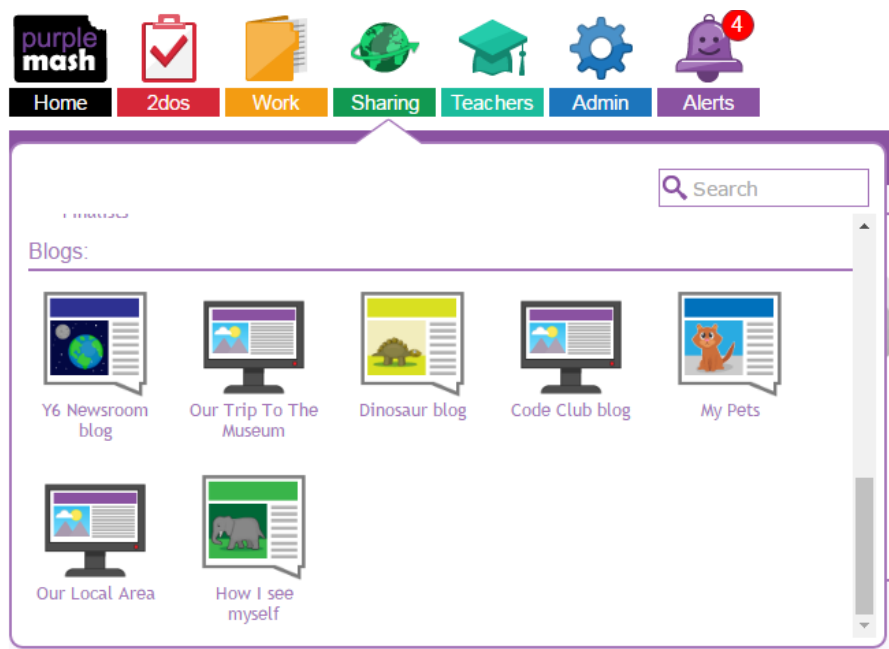 purple
mash
4
Home 2dos Work Sharing Teachers Admin Alerts
Search
Blogs:
Y6 Newsroom
blog
Our Trip To The
Museum
Dinosaur blog
Code Club blog
My Pets
Our Local Area
How I see
myself